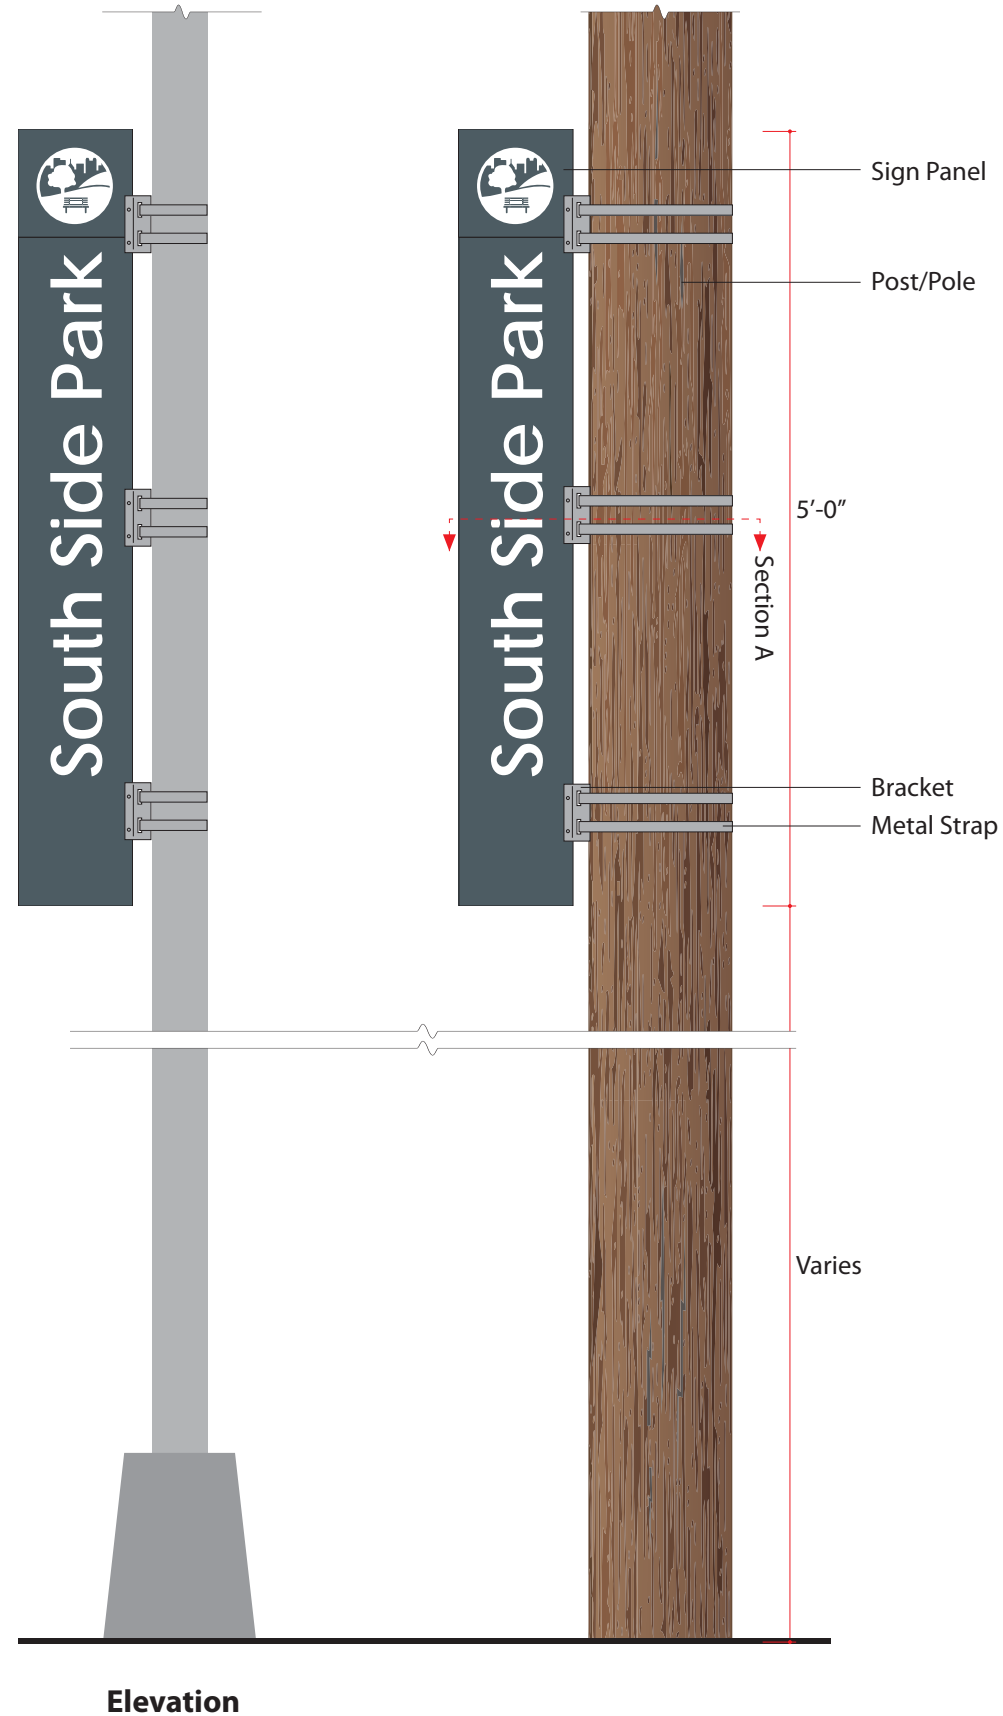 Sign Panel
Post/Pole
South Side Park
South Side Park
5’-0”
Section A
Bracket
Metal Strap
Varies
Elevation